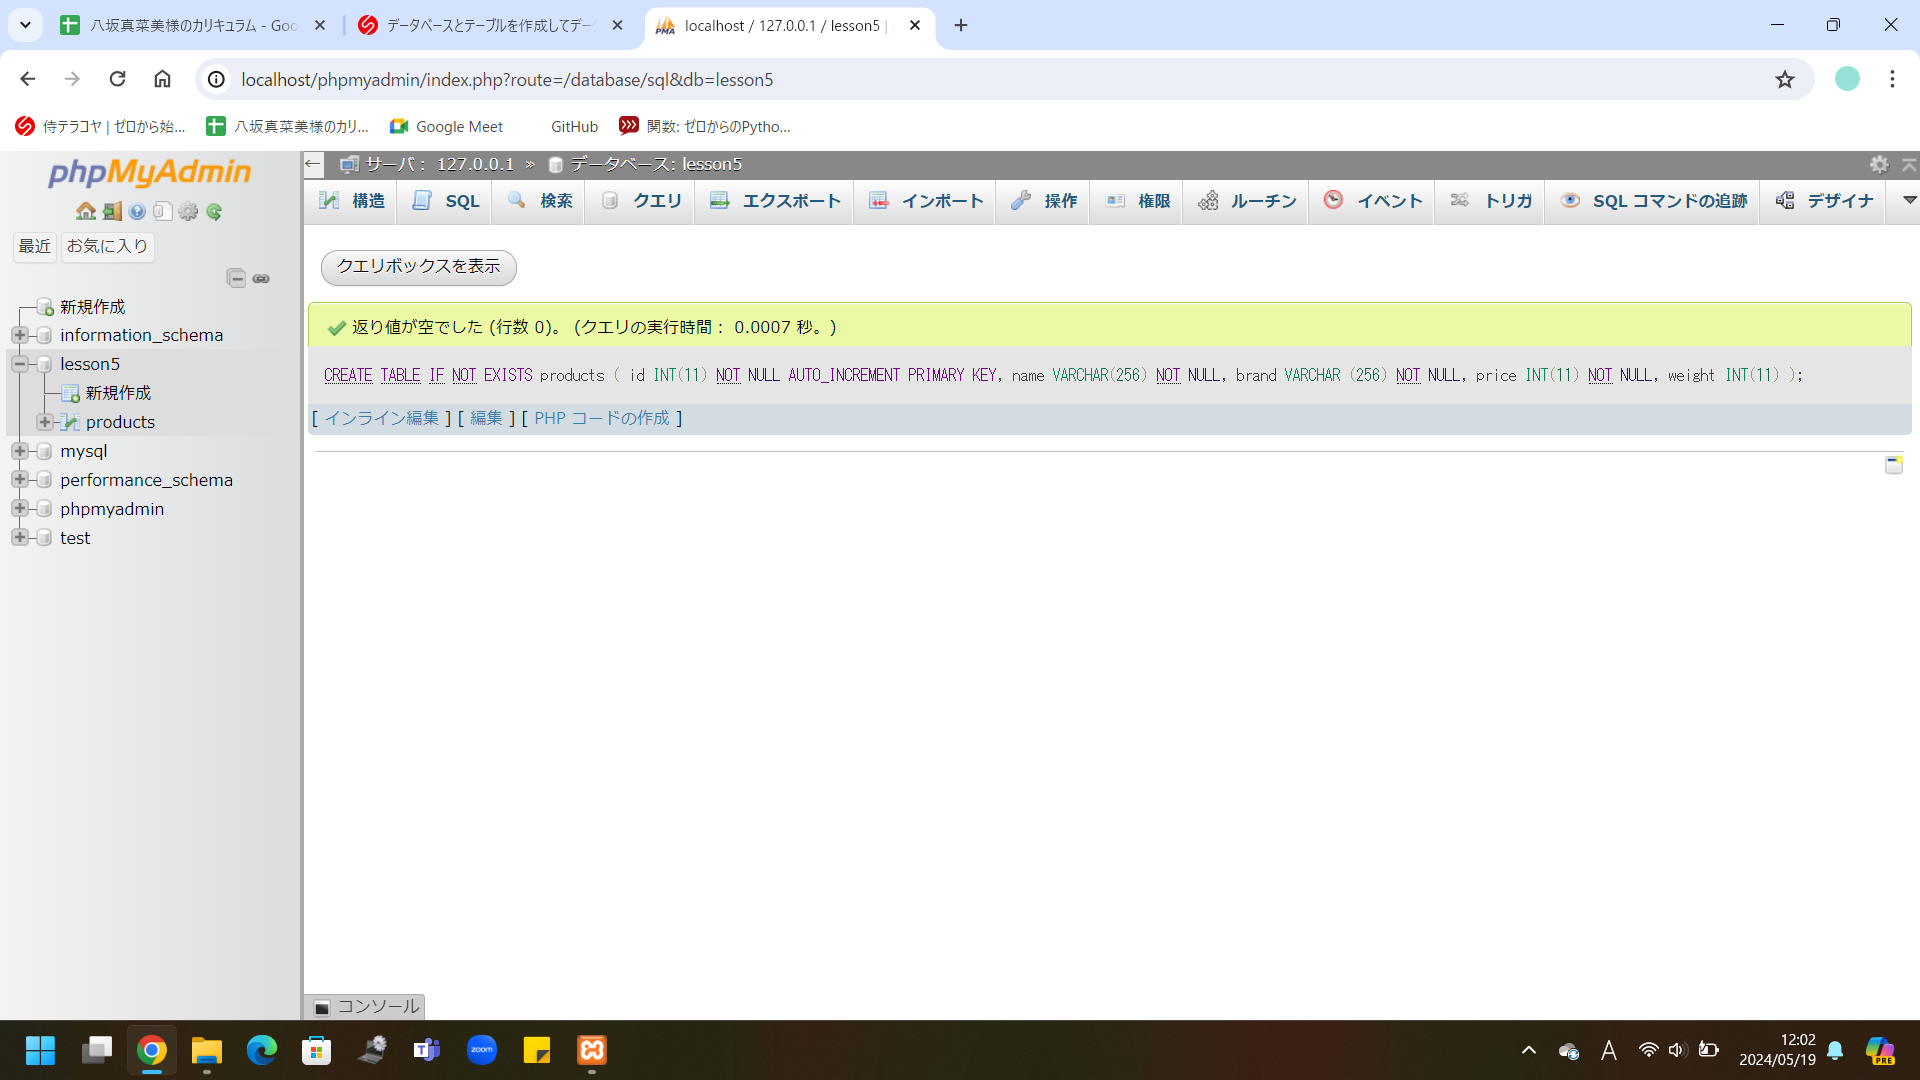 八坂真菜美様のカリキュラム - Goo
データベースとテーブルを作成してデー
localhost / 127.0.0.1 / lesson5 |
localhost/phpmyadmin/index.php?route=/database/sql&db=lesson5
侍テラコヤ | ゼロから始...
八坂真菜美様のカリ...
Google Meet
GitHub
関数: ゼロからのPytho...
phpMyAdmin
最近
お気に入り
新規作成
information_schema
lesson5
新規作成
products
mysql
performance_schema
phpmyadmin
test
サーバ： 127.0.0.1 » データベース: lesson5
構造
SQL
検索
クエリ
エクスポート
インポート
操作
権限
ルーチン
イベント
トリガ
SQL コマンドの追跡
デザイナ
クエリボックスを表示
返り値が空でした (行数 0)。 (クエリの実行時間： 0.0007 秒。)
CREATE TABLE IF NOT EXISTS products ( id INT(11) NOT NULL AUTO_INCREMENT PRIMARY KEY, name VARCHAR(256) NOT NULL, brand VARCHAR (256) NOT NULL, price INT(11) NOT NULL, weight INT(11) );
[ インライン編集 ] [ 編集 ] [ PHP コードの作成 ]
コンソール
zoom
A
12:02
2024/05/19
PRE